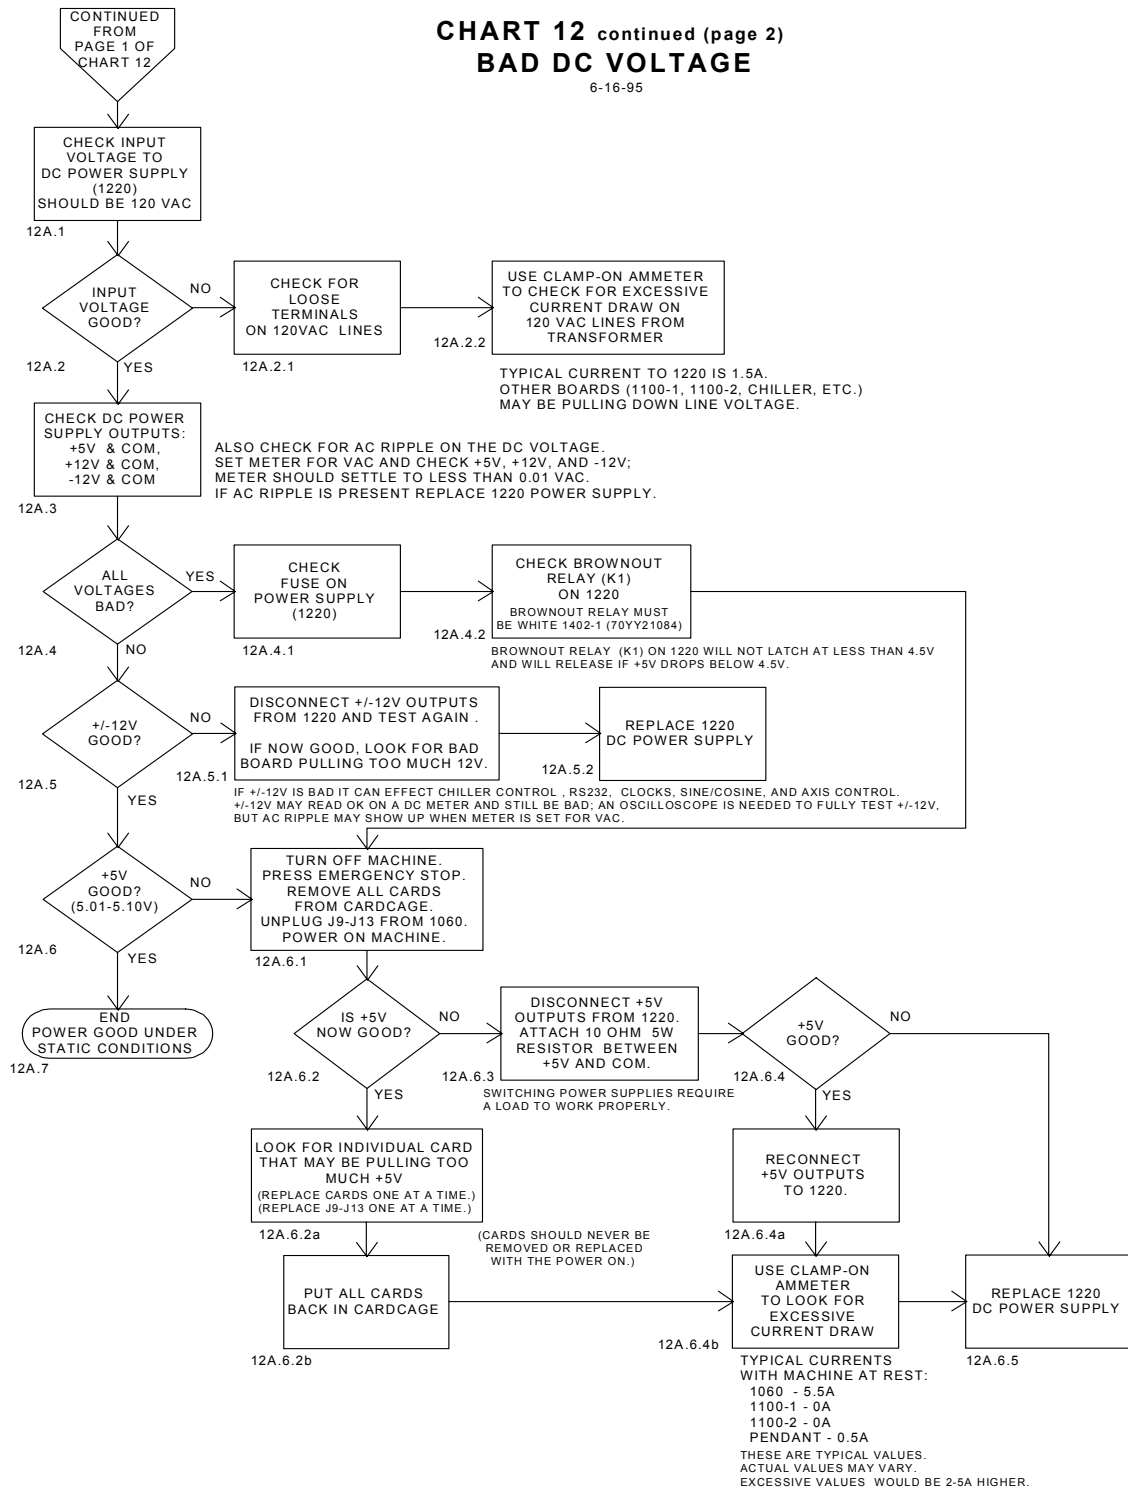 CONTINUED
FROM
PAGE 1 OF
CHART 12
CHART 12 continued (page 2)
BAD DC VOLTAGE
6-16-95
CHECK INPUT
VOLTAGE TO
DC POWER SUPPLY
(1220)
SHOULD BE 120 VAC
12A.1
INPUT
VOLTAGE
GOOD?
NO
12A.2
YES
CHECK FOR
LOOSE
TERMINALS
ON 120VAC LINES
12A.2.1
USE CLAMP-ON AMMETER
TO CHECK FOR EXCESSIVE
CURRENT DRAW ON
120 VAC LINES FROM
TRANSFORMER
12A.2.2
TYPICAL CURRENT TO 1220 IS 1.5A.
OTHER BOARDS (1100-1, 1100-2, CHILLER, ETC.)
MAY BE PULLING DOWN LINE VOLTAGE.
CHECK DC POWER
SUPPLY OUTPUTS:
+5V & COM,
+12V & COM,
-12V & COM
12A.3
ALSO CHECK FOR AC RIPPLE ON THE DC VOLTAGE.
SET METER FOR VAC AND CHECK +5V, +12V, AND -12V;
METER SHOULD SETTLE TO LESS THAN 0.01 VAC.
IF AC RIPPLE IS PRESENT REPLACE 1220 POWER SUPPLY.
ALL
VOLTAGES
BAD?
YES
12A.4
NO
CHECK
FUSE ON
POWER SUPPLY
(1220)
12A.4.1
CHECK BROWNOUT
RELAY (K1)
ON 1220
BROWNOUT RELAY MUST
BE WHITE 1402-1 (70YY21084)
12A.4.2
BROWNOUT RELAY (K1) ON 1220 WILL NOT LATCH AT LESS THAN 4.5V
AND WILL RELEASE IF +5V DROPS BELOW 4.5V.
+/-12V
GOOD?
NO
12A.5
YES
DISCONNECT +/-12V OUTPUTS
FROM 1220 AND TEST AGAIN .
IF NOW GOOD, LOOK FOR BAD
BOARD PULLING TOO MUCH 12V.
12A.5.1
REPLACE 1220
DC POWER SUPPLY
12A.5.2
IF +/-12V IS BAD IT CAN EFFECT CHILLER CONTROL , RS232, CLOCKS, SINE/COSINE, AND AXIS CONTROL.
+/-12V MAY READ OK ON A DC METER AND STILL BE BAD; AN OSCILLOSCOPE IS NEEDED TO FULLY TEST +/-12V,
BUT AC RIPPLE MAY SHOW UP WHEN METER IS SET FOR VAC.
+5V
GOOD?
(5.01-5.10V)
NO
12A.6
YES
TURN OFF MACHINE.
PRESS EMERGENCY STOP.
REMOVE ALL CARDS
FROM CARDCAGE.
UNPLUG J9-J13 FROM 1060.
POWER ON MACHINE.
12A.6.1
END
POWER GOOD UNDER
STATIC CONDITIONS
12A.7
IS +5V
NOW GOOD?
NO
12A.6.2
YES
DISCONNECT +5V
OUTPUTS FROM 1220.
ATTACH 10 OHM 5W
RESISTOR BETWEEN
+5V AND COM.
12A.6.3
SWITCHING POWER SUPPLIES REQUIRE
A LOAD TO WORK PROPERLY.
+5V
GOOD?
NO
12A.6.4
YES
LOOK FOR INDIVIDUAL CARD
THAT MAY BE PULLING TOO
MUCH +5V
(REPLACE CARDS ONE AT A TIME.)
(REPLACE J9-J13 ONE AT A TIME.)
12A.6.2a
(CARDS SHOULD NEVER BE
REMOVED OR REPLACED
WITH THE POWER ON.)
RECONNECT
+5V OUTPUTS
TO 1220.
12A.6.4a
PUT ALL CARDS
BACK IN CARDCAGE
12A.6.2b
USE CLAMP-ON
AMMETER
TO LOOK FOR
EXCESSIVE
CURRENT DRAW
12A.6.4b
REPLACE 1220
DC POWER SUPPLY
12A.6.5
TYPICAL CURRENTS
WITH MACHINE AT REST:
1060 - 5.5A
1100-1 - 0A
1100-2 - 0A
PENDANT - 0.5A
THESE ARE TYPICAL VALUES.
ACTUAL VALUES MAY VARY.
EXCESSIVE VALUES WOULD BE 2-5A HIGHER.